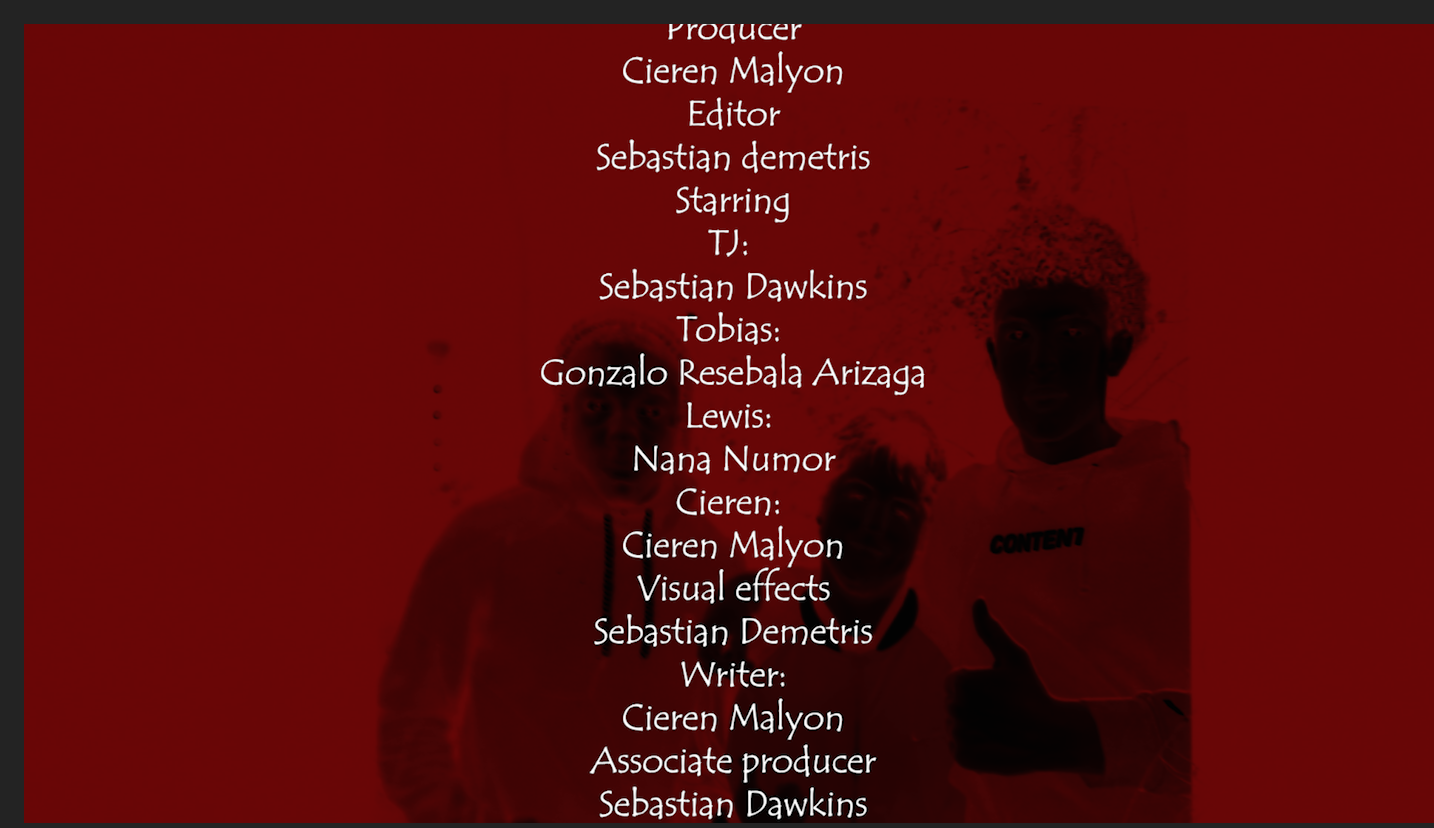 Producer
Cieren Malyon
Editor
Sebastian demetris
Starring
TJ:
Sebastian Dawkins
Tobias:
Gonzalo Resebala Arizaga
Lewis:
Nana Numor
Cieren:
Cieren Malyon
CONTENT
Visual effects
Sebastian Demetris
Writer:
Cieren Malyon
Associate producer
Sebastian Dawkins